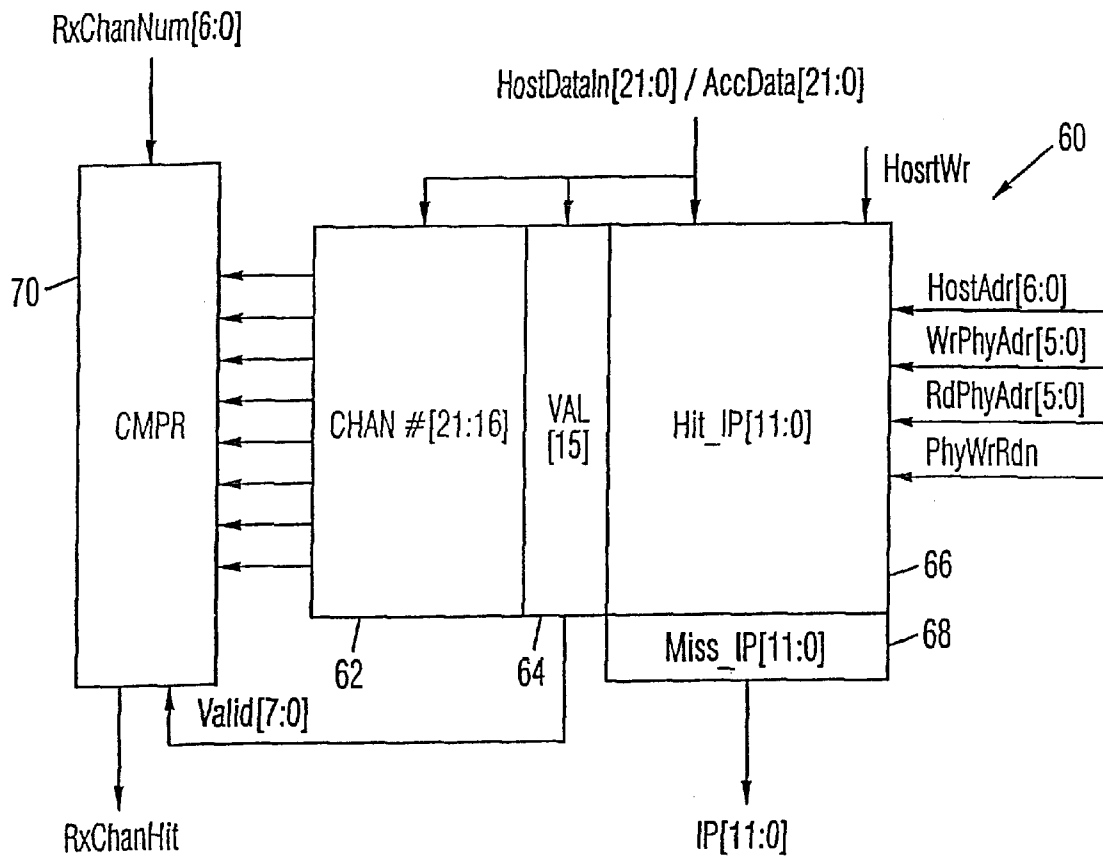 RxChanNum[6:0]
HostDataIn[21:0] / AccData[21:0]
60
HosrtWr
70
HostAdr[6:0]
WrPhyAdr[5:0]
RdPhyAdr[5:0]
PhyWrRdn
CMPR
CHAN #[21:16]
VAL
[15]
Hit_IP[11:0]
66
68
Miss_IP[11:0]
62
64
Valid[7:0]
RxChanHit
IP[11:0]